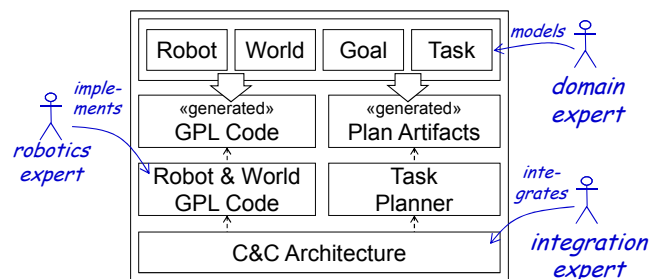 Robot World Goal Task
models
domain
expert
imple-
ments
«generated»
GPL Code
«generated»
Plan Artifacts
robotics
expert
Robot & World
GPL Code
Task
Planner
inte-
grates
C&C Architecture
integration
expert